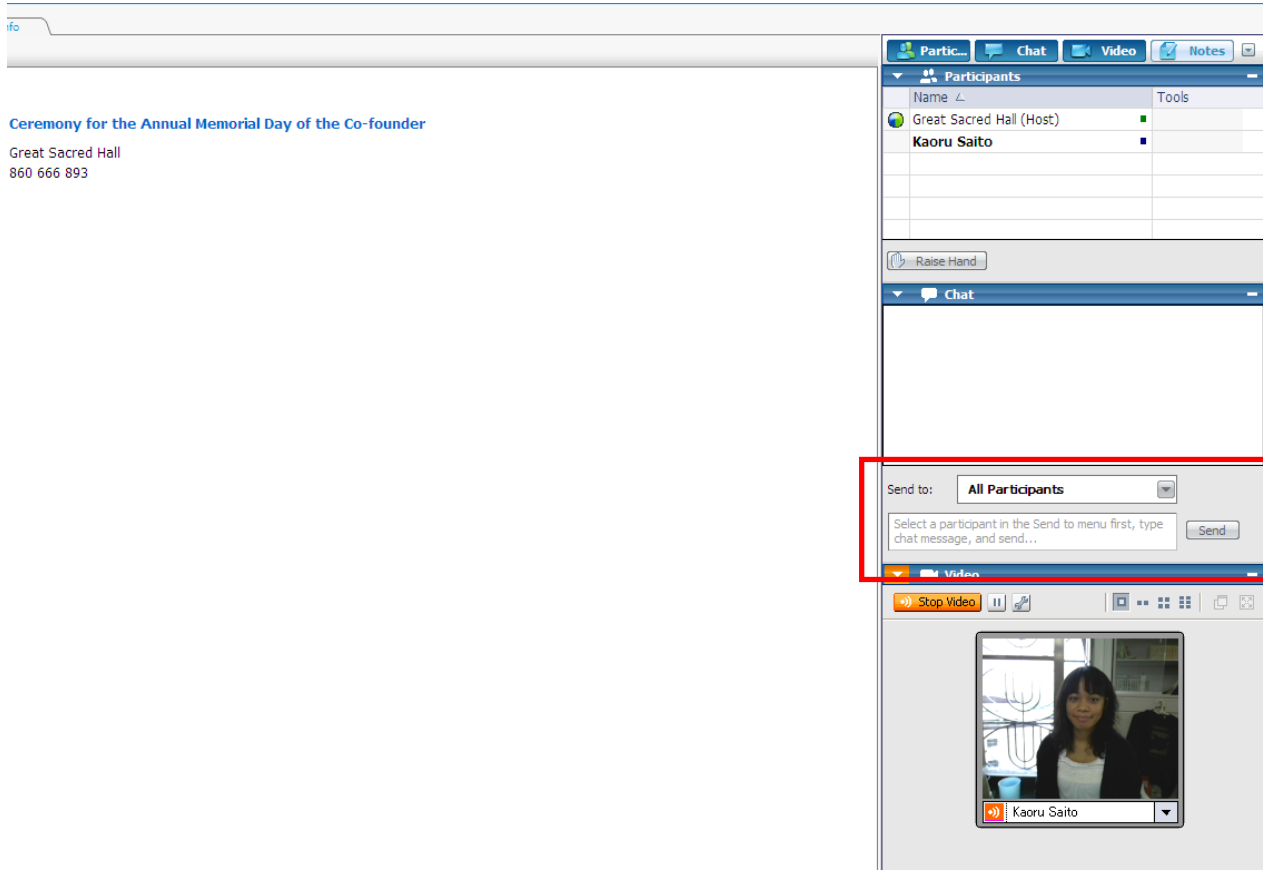 nfo
Partic... Chat Video Notes
Participants
Name Tools
Great Sacred Hall (Host)
Kaoru Saito
Ceremony for the Annual Memorial Day of the Co-founder
Great Sacred Hall
860 666 893
Raise Hand
Chat
Send to: All Participants
Select a participant in the Send to menu first, type
chat message, and send...
Send
Video
Stop Video
Kaoru Saito